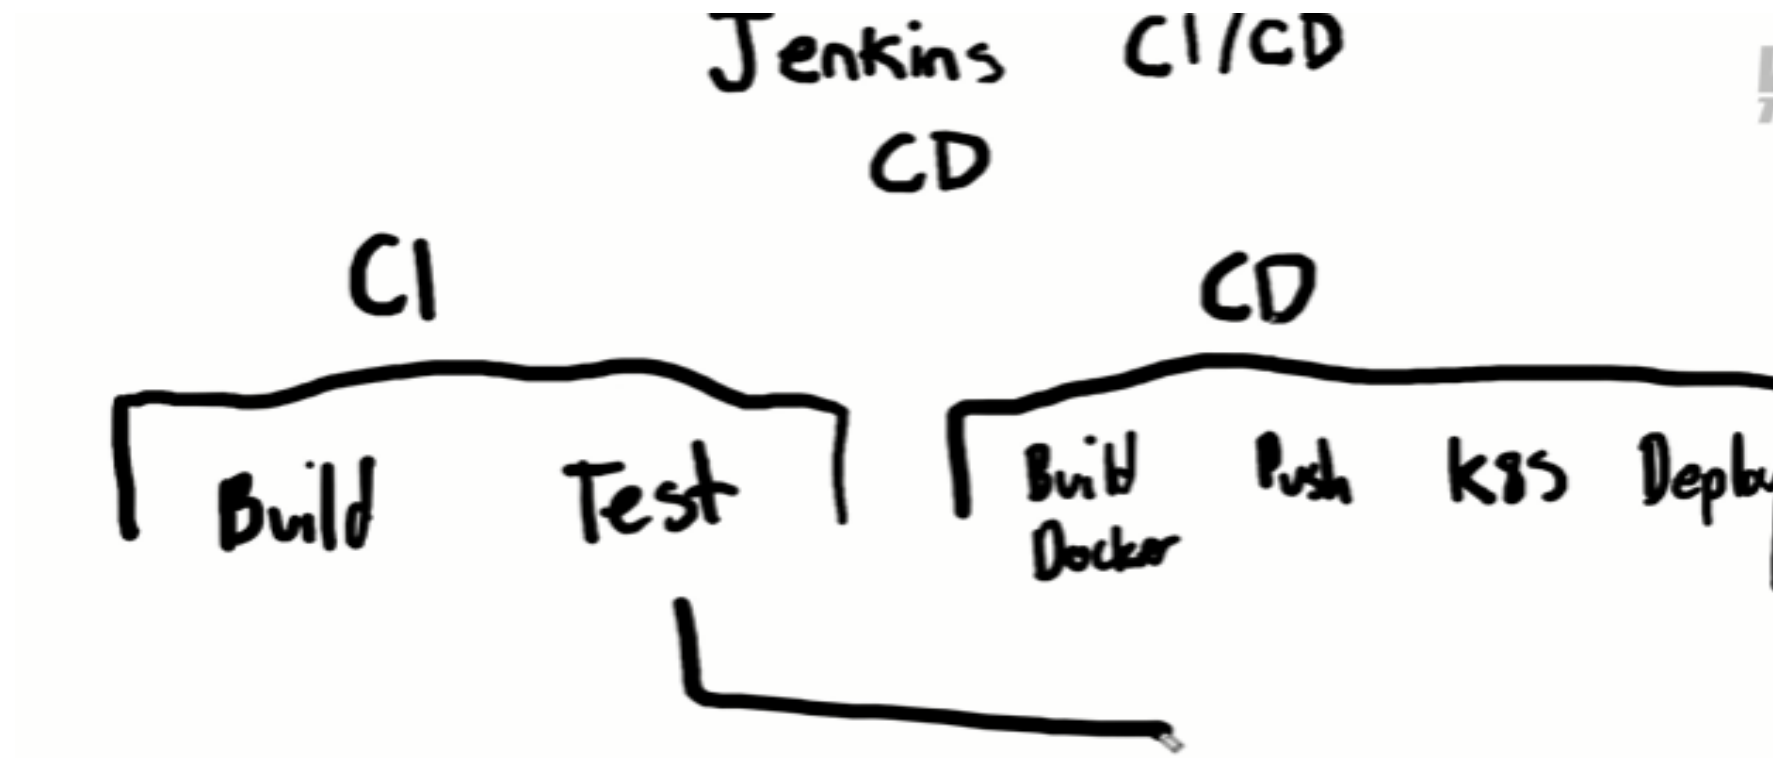 Jenkins CI/CD
CD
CI CD
Build Test Build Push K8S
Docker